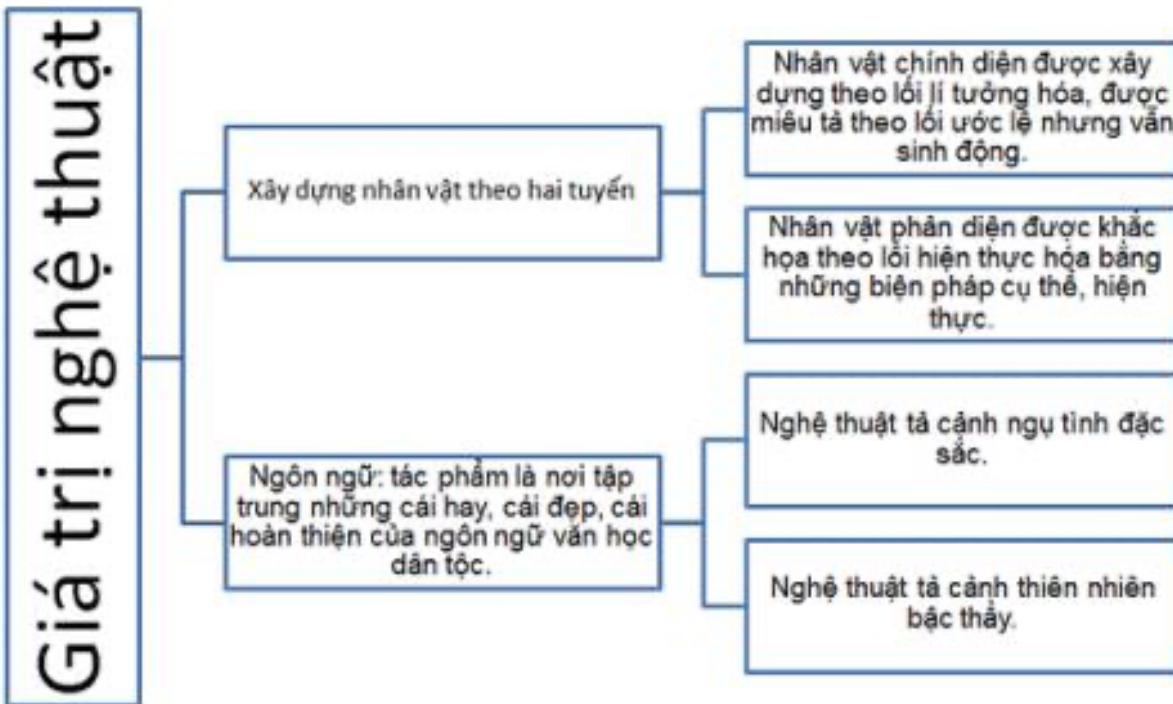 Giá trị nghệ thuật
Xây dựng nhân vật theo hai tuyến
Nhân vật chính diện được xây
dựng theo lối lí tưởng hóa, được
miêu tả theo lối ước lệ nhưng vẫn
sinh động.
Nhân vật phản diện được khắc
họa theo lối hiện thực hóa bằng
những biện pháp cụ thể, hiện
thực.
Ngôn ngữ: tác phẩm là nơi tập
trung những cái hay, cái đẹp, cái
hoàn thiện của ngôn ngữ văn học
dân tộc.
Nghệ thuật tả cảnh ngụ tình đặc
sắc.
Nghệ thuật tả cảnh thiên nhiên
bậc thầy.